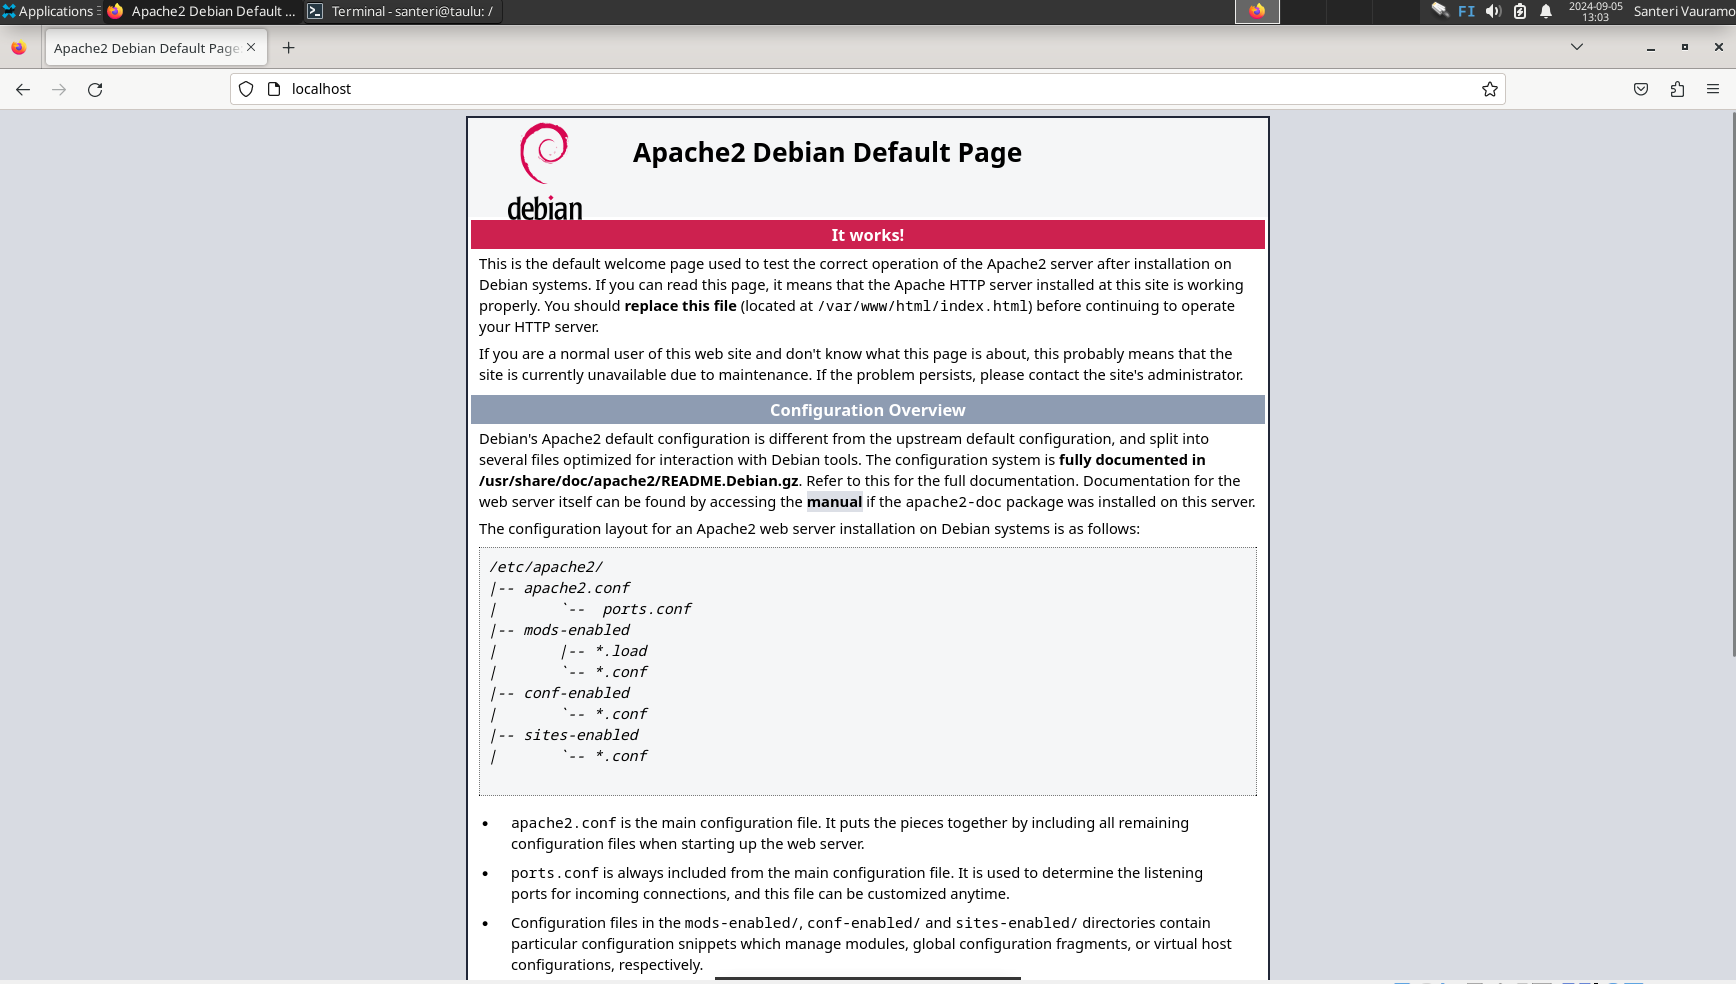 Applications
Apache2 Debian Default ...
Terminal - santeri@taulu: /
FI
2024-09-05
13:03
Santeri Vauramo
Apache2 Debian Default Page:
localhost
debian
Apache2 Debian Default Page
It works!
This is the default welcome page used to test the correct operation of the Apache2 server after installation on
Debian systems. If you can read this page, it means that the Apache HTTP server installed at this site is working
properly. You should replace this file (located at /var/www/html/index.html) before continuing to operate
your HTTP server.
If you are a normal user of this web site and don't know what this page is about, this probably means that the
site is currently unavailable due to maintenance. If the problem persists, please contact the site's administrator.
Configuration Overview
Debian's Apache2 default configuration is different from the upstream default configuration, and split into
several files optimized for interaction with Debian tools. The configuration system is fully documented in
/usr/share/doc/apache2/README.Debian.gz. Refer to this for the full documentation. Documentation for the
web server itself can be found by accessing the manual if the apache2-doc package was installed on this server.
The configuration layout for an Apache2 web server installation on Debian systems is as follows:
/etc/apache2/
|-- apache2.conf
|       `--  ports.conf
|-- mods-enabled
|       |-- *.load
|       `-- *.conf
|-- conf-enabled
|       `-- *.conf
|-- sites-enabled
|       `-- *.conf
• apache2.conf is the main configuration file. It puts the pieces together by including all remaining
configuration files when starting up the web server.
• ports.conf is always included from the main configuration file. It is used to determine the listening
ports for incoming connections, and this file can be customized anytime.
• Configuration files in the mods-enabled/, conf-enabled/ and sites-enabled/ directories contain
particular configuration snippets which manage modules, global configuration fragments, or virtual host
configurations, respectively.